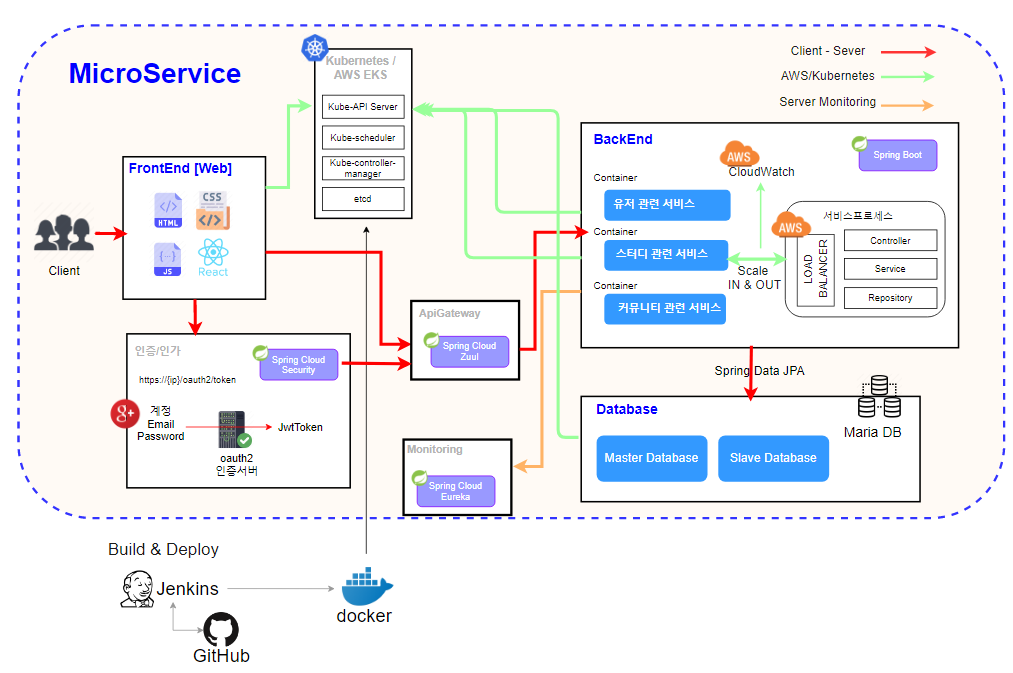 MicroService
Client - Sever
AWS/Kubernetes
Server Monitoring
Kubernetes /
AWS EKS
Kube-API Server
Kube-scheduler
Kube-controller-
manager
etcd
FrontEnd [Web]
HTML
CSS
JS
React
Client
BackEnd
Spring Boot
AWS
CloudWatch
Container
유저 관련 서비스
Container
스터디 관련 서비스
Container
커뮤니티 관련 서비스
Scale
IN & OUT
AWS
서비스프로세스
LOAD
BALANCER
Controller
Service
Repository
인증/인가
Spring Cloud
Security
https://{ip}/oauth2/token
g+
계정
Email
Password
JwtToken
oauth2
인증서버
ApiGateway
Spring Cloud
Zuul
Monitoring
Spring Cloud
Eureka
Spring Data JPA
Database
Master Database
Slave Database
Maria DB
Build & Deploy
Jenkins
docker
GitHub